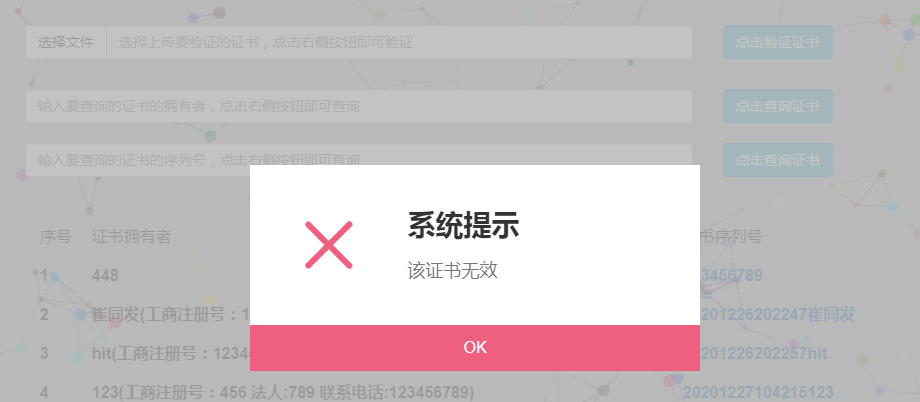 选择文件 选择上传要验证的证书，点击右侧按钮即可验证 点击验证证书
输入要查询的证书的拥有者，点击右侧按钮即可查询 点击查询证书
输入要查询的证书的序列号，点击右侧按钮即可查询 点击查询证书
系统提示
该证书无效
OK
序号 证书拥有者 书序列号
1 448 3456789
2 崔同发(工商注册号：1 201226202247崔同发
3 hit(工商注册号：1234 201226202257hit
4 123(工商注册号：456 法人:789 联系电话:123456789) 20201227104215123